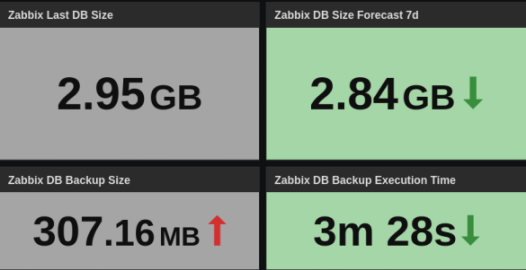 Zabbix Last DB Size
2.95 GB
Zabbix DB Size Forecast 7d
2.84 GB
Zabbix DB Backup Size
307.16 MB
Zabbix DB Backup Execution Time
3m 28s